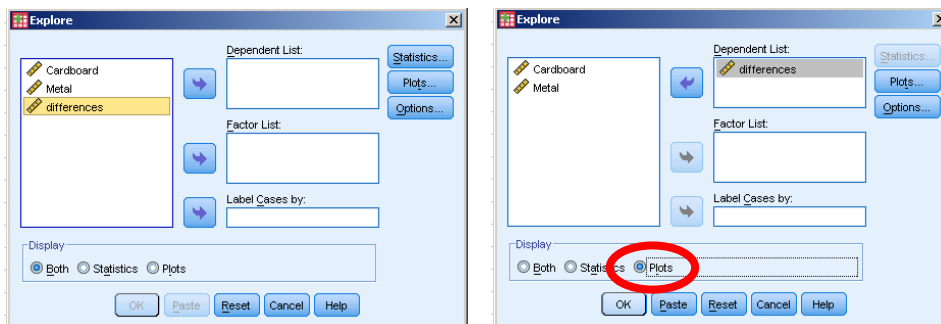 Explore
Dependent List:
Cardboard
Metal
differences
Statistics...
Plots...
Options...
Factor List:
Label Cases by:
Display
Both Statistics Plots
OK Paste Reset Cancel Help
Explore
Dependent List:
Cardboard
Metal
differences
Statistics...
Plots...
Options...
Factor List:
Label Cases by:
Display
Both Statistics Plots
OK Paste Reset Cancel Help